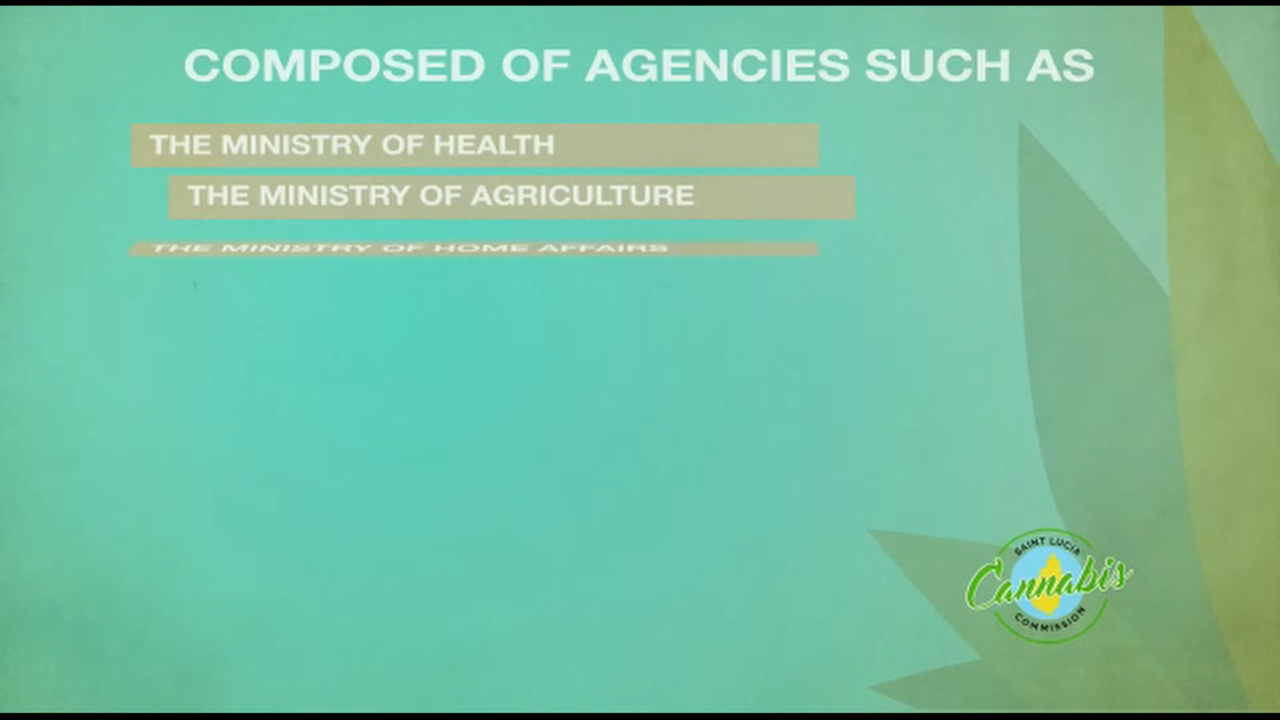 COMPOSED OF AGENCIES SUCH AS
THE MINISTRY OF HEALTH
THE MINISTRY OF AGRICULTURE
THE MINISTRY OF HOME AFFAIRS
SAINT LUCIA
Cannabis
COMMISSION